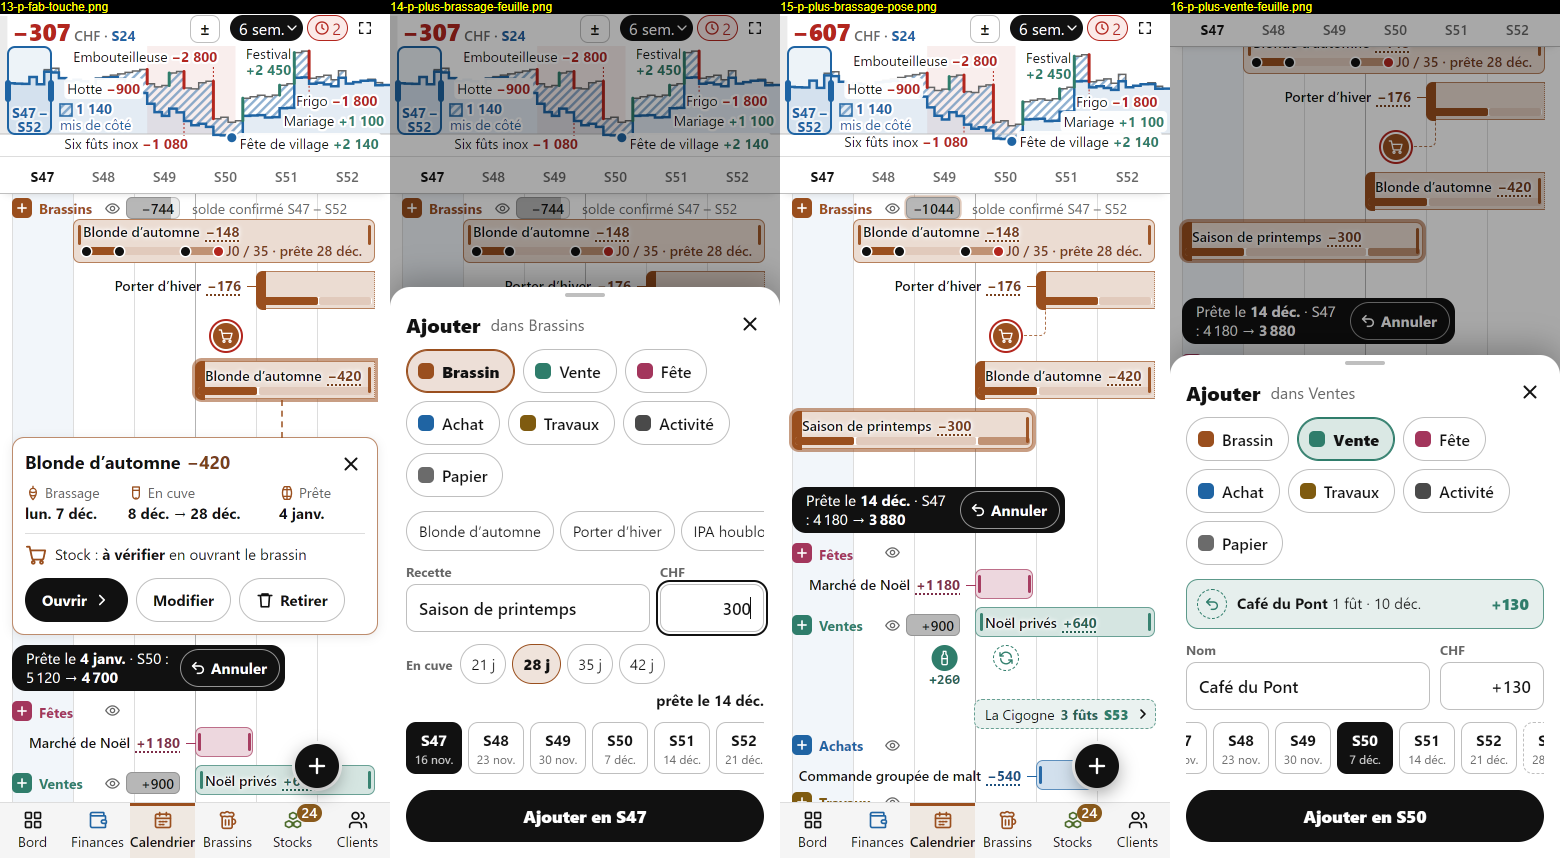 13-p-fab-touche.png
−307 CHF · S24
±
6 sem.
2
Embouteilleuse −2 800
Festival
+2 450
Hotte −900
S47 –
S52
1 140
mis de côté
Frigo −1 800
Mariage +1 100
Six fûts inox −1 080
Fête de village +2 140
S47 S48 S49 S50 S51 S52
Brassins −744 solde confirmé S47 – S52
Blonde d’automne −148
J0 / 35 · prête 28 déc.
Porter d’hiver −176
Blonde d’automne −420
Blonde d’automne −420
Brassage
En cuve
Prête
lun. 7 déc.
8 déc. → 28 déc.
4 janv.
Stock : à vérifier en ouvrant le brassin
Ouvrir
Modifier
Retirer
Prête le 4 janv. · S50 :
5 120 → 4 700
Annuler
Fêtes
Marché de Noël +1 180
Ventes +900
Noël privés
Bord
Finances
Calendrier
Brassins
24
Stocks
Clients
14-p-plus-brassage-feuille.png
−307 CHF · S24
±
6 sem.
2
Embouteilleuse −2 800
Festival
+2 450
Hotte −900
S47 –
S52
1 140
mis de côté
Frigo −1 800
Mariage +1 100
Six fûts inox −1 080
Fête de village +2 140
S47 S48 S49 S50 S51 S52
Brassins −744 solde confirmé S47 – S52
Blonde d’automne −148
J0 / 35 · prête 28 déc.
Porter d’hiver −176
Ajouter dans Brassins
Brassin
Vente
Fête
Achat
Travaux
Activité
Papier
Blonde d’automne
Porter d’hiver
IPA houblo
Recette
CHF
Saison de printemps
300
En cuve
21 j
28 j
35 j
42 j
prête le 14 déc.
S47 S48 S49 S50 S51 S52
16 nov. 23 nov. 30 nov. 7 déc. 14 déc. 21 déc.
Ajouter en S47
15-p-plus-brassage-pose.png
−607 CHF · S24
±
6 sem.
2
Embouteilleuse −2 800
Festival
+2 450
Hotte −900
S47 –
S52
1 140
mis de côté
Frigo −1 800
Mariage +1 100
Six fûts inox −1 080
Fête de village +2 140
S47 S48 S49 S50 S51 S52
Brassins −1044 solde confirmé S47 – S52
Blonde d’automne −148
J0 / 35 · prête 28 déc.
Porter d’hiver −176
Blonde d’automne −420
Saison de printemps −300
Prête le 14 déc. · S47
: 4 180 → 3 880
Annuler
Fêtes
Marché de Noël +1 180
Ventes +900
Noël privés +640
+260
La Cigogne 3 fûts S53
Achats
Commande groupée de malt −540
Bord
Finances
Calendrier
Brassins
24
Stocks
Clients
16-p-plus-vente-feuille.png
S47 S48 S49 S50 S51 S52
J0 / 35 · prête 28 déc.
Porter d’hiver −176
Blonde d’automne −420
Saison de printemps −300
Prête le 14 déc. · S47
: 4 180 → 3 880
Annuler
Ajouter dans Ventes
Brassin
Vente
Fête
Achat
Travaux
Activité
Papier
Café du Pont 1 fût · 10 déc. +130
Nom
CHF
Café du Pont
+130
S48 S49 S50 S51 S52
23 nov. 30 nov. 7 déc. 14 déc. 21 déc.
Ajouter en S50